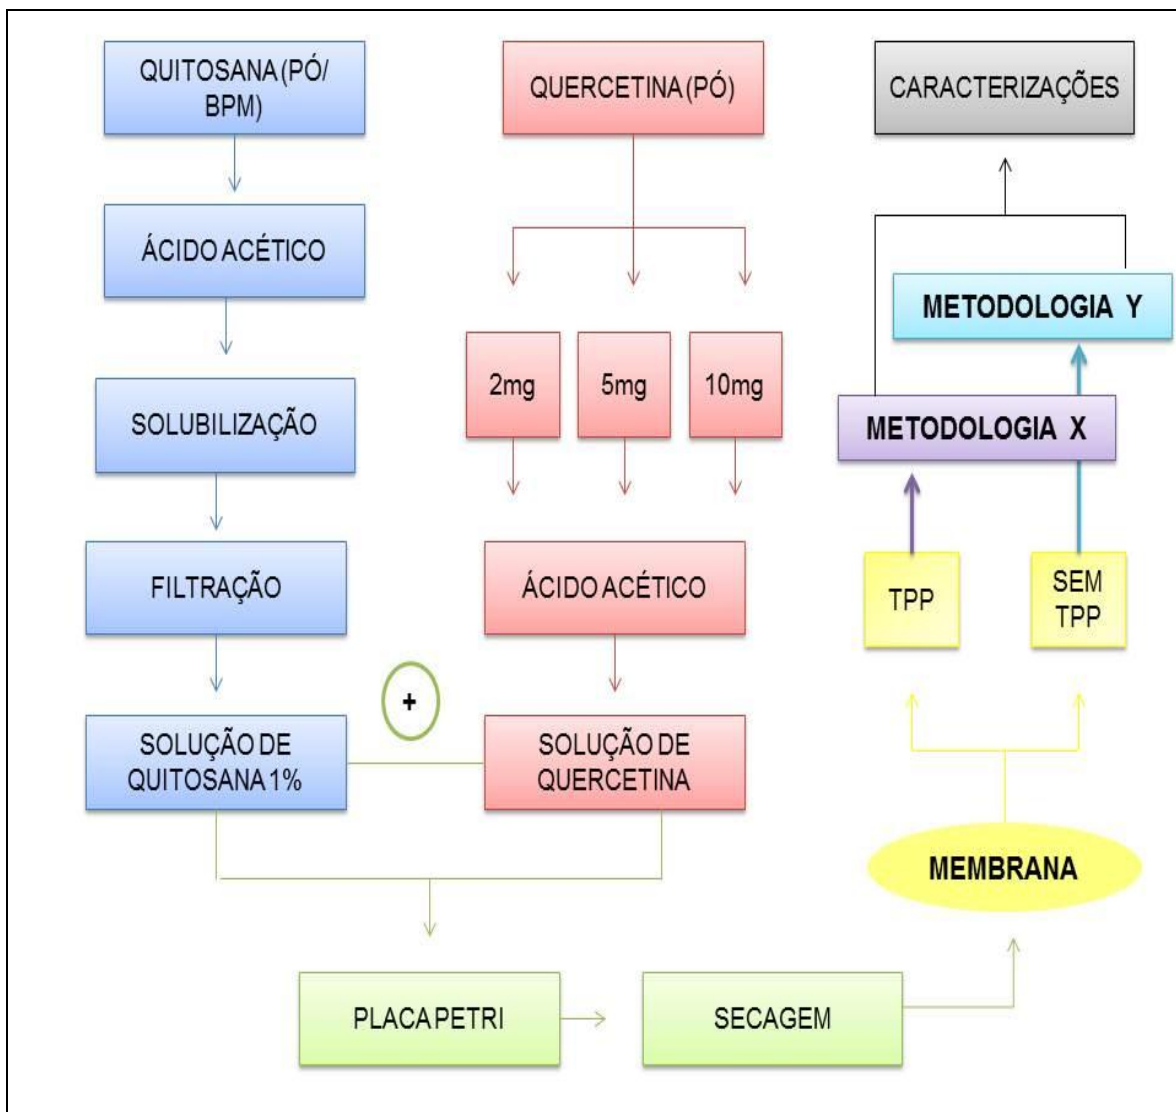 QUITOSANA (PÓ/
BPM)
ÁCIDO ACÉTICO
SOLUBILIZAÇÃO
FILTRAÇÃO
SOLUÇÃO DE
QUITOSANA 1%
+
QUERCETINA (PÓ)
2mg
5mg
10mg
ÁCIDO ACÉTICO
SOLUÇÃO DE
QUERCETINA
PLACA PETRI
SECAGEM
MEMBRANA
TPP
SEM
TPP
METODOLOGIA X
METODOLOGIA Y
CARACTERIZAÇÕES